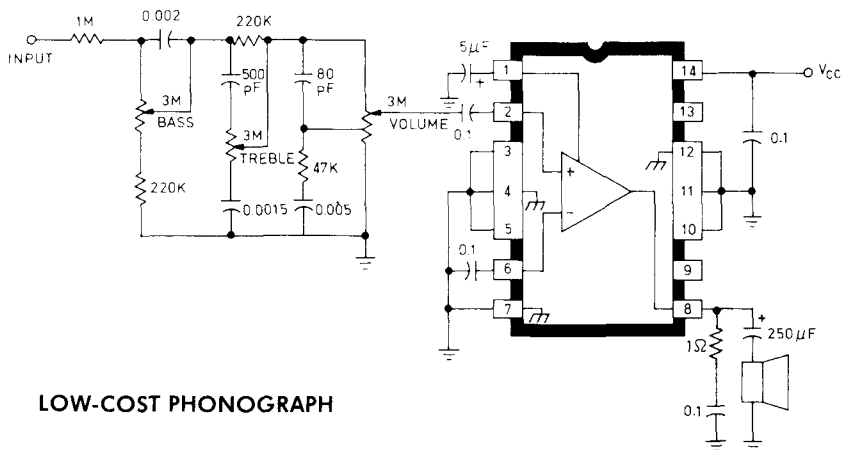 1M
0.002
220K
INPUT
500
pF
80
pF
3M
BASS
3M
TREBLE
3M
VOLUME
220K
47K
0.0015
0.005
5μF
+
0.1
0.1
1
2
3
4
5
6
7
+
−
14
13
12
11
10
9
8
VCC
0.1
1Ω
+
250μF
0.1
LOW-COST PHONOGRAPH